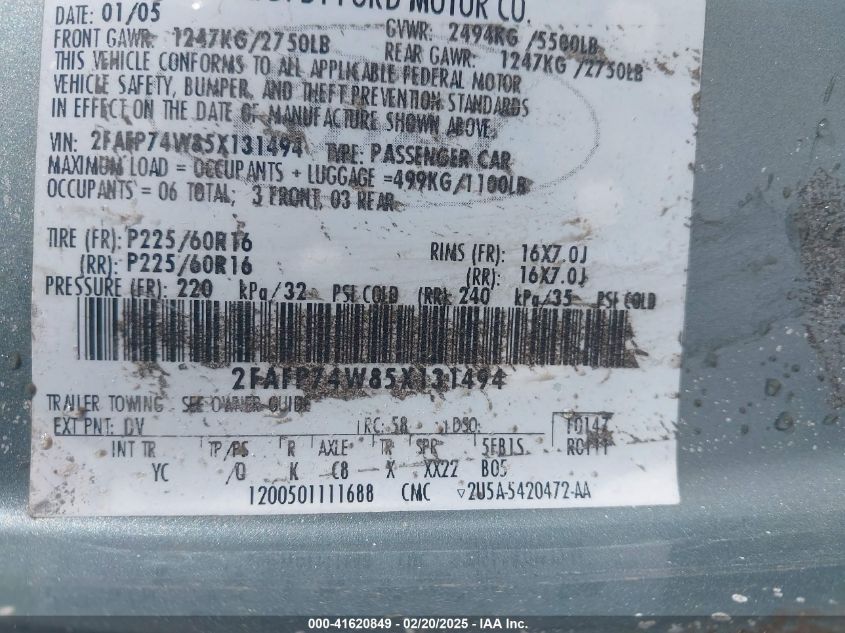 FORD MOTOR CO.
DATE: 01/05 GVWR: 2494KG /5500LB
FRONT GAWR: 1247KG/2750LB REAR GAWR: 1247KG /2750LB
THIS VEHICLE CONFORMS TO ALL APPLICABLE FEDERAL MOTOR
VEHICLE SAFETY, BUMPER, AND THEFT PREVENTION STANDARDS
IN EFFECT ON THE DATE OF MANUFACTURE SHOWN ABOVE.
VIN: 2FAFP74W85X131494 TYPE: PASSENGER CAR
MAXIMUM LOAD = OCCUPANTS + LUGGAGE =499KG/1100LB
OCCUPANTS = 06 TOTAL; 3 FRONT, 03 REAR
TIRE (FR): P225/60R16 RIMS (FR): 16X7.0J
(RR): P225/60R16 (RR): 16X7.0J
PRESSURE (FR): 220 kPa/32 PSI COLD (RR) 240 kPa/35 PSI COLD
2FAFP74W85X131494
TRAILER TOWING - SEE OWNER GUIDE
EXT PNT: DV RC: 58 DSO: T0147
INT TR TP/PS R AXLE TR SPR 5FB15
YC /O K C8 X XX22 B05
1200501111688 CMC ▽2U5A-5420472-AA
000-41620849 - 02/20/2025 - IAA Inc.